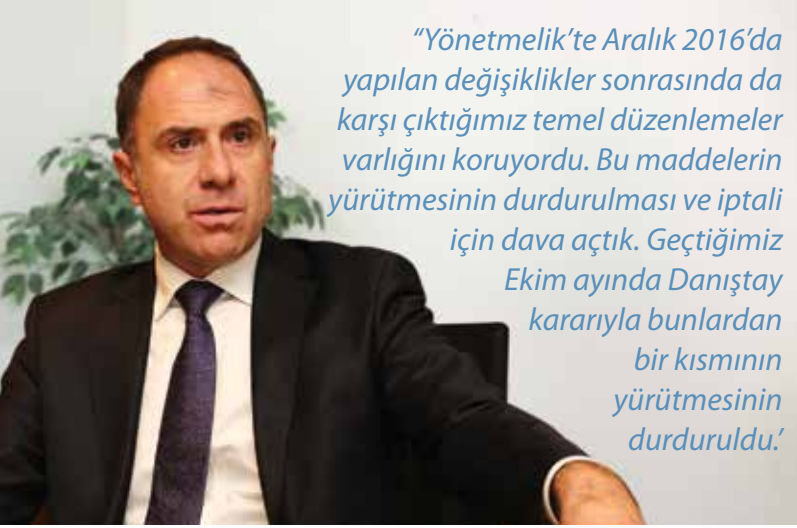 “Yönetmelik’te Aralık 2016’da
yapılan değişiklikler sonrasında da
karşı çıktığımız temel düzenlemeler
varlığını koruyordu. Bu maddelerin
yürütmesinin durdurulması ve iptali
için dava açtık. Geçtiğimiz
Ekim ayında Danıştay
kararıyla bunlardan
bir kısmının
yürütmesinin
durduruldu.’